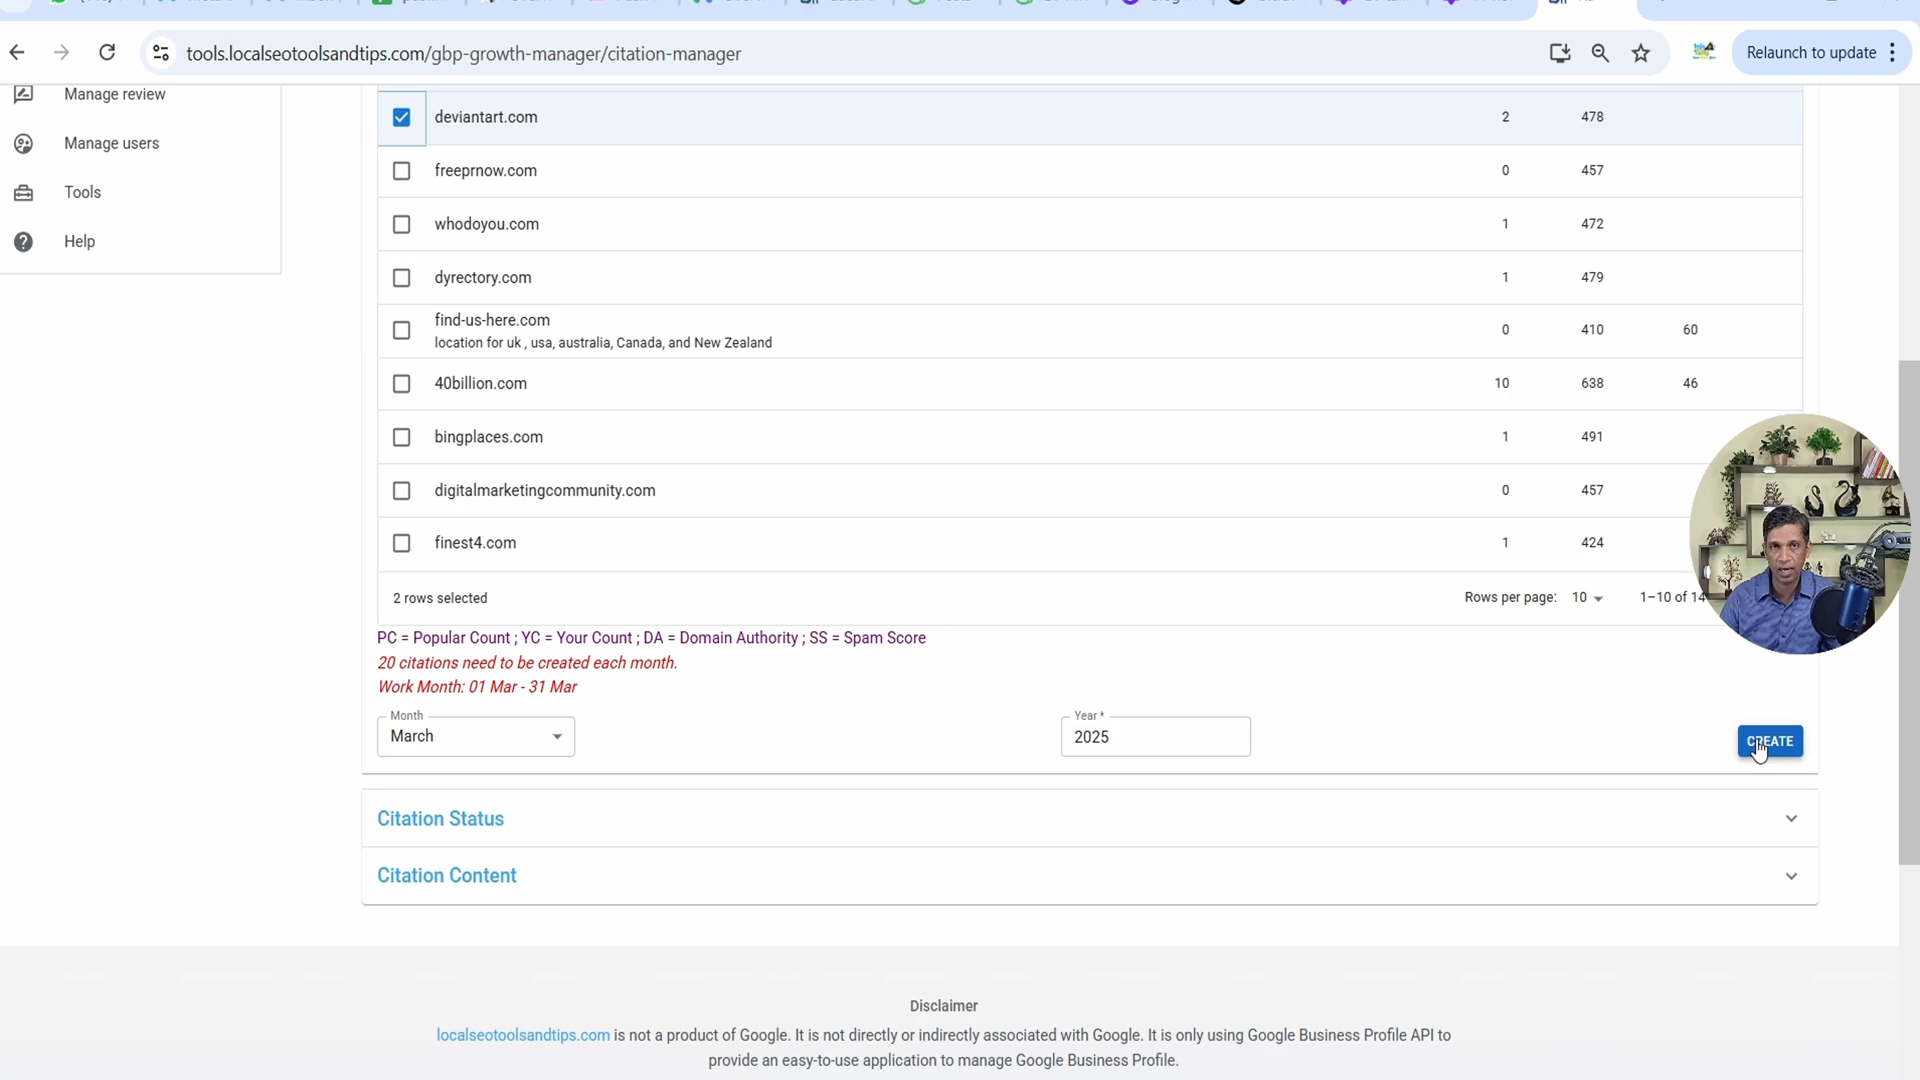 tools.localseotoolsandtips.com/gbp-growth-manager/citation-manager
Relaunch to update
Manage review
Manage users
Tools
Help
deviantart.com 2 478
freeprnow.com 0 457
whodoyou.com 1 472
dyrectory.com 1 479
find-us-here.com
location for uk , usa, australia, Canada, and New Zealand
0 410 60
40billion.com 10 638 46
bingplaces.com 1 491
digitalmarketingcommunity.com 0 457
finest4.com 1 424
2 rows selected
Rows per page: 10 1–10 of 14
PC = Popular Count ; YC = Your Count ; DA = Domain Authority ; SS = Spam Score
20 citations need to be created each month.
Work Month: 01 Mar - 31 Mar
Month
March
Year *
2025
CREATE
Citation Status
Citation Content
Disclaimer
localseotoolsandtips.com is not a product of Google. It is not directly or indirectly associated with Google. It is only using Google Business Profile API to
provide an easy-to-use application to manage Google Business Profile.